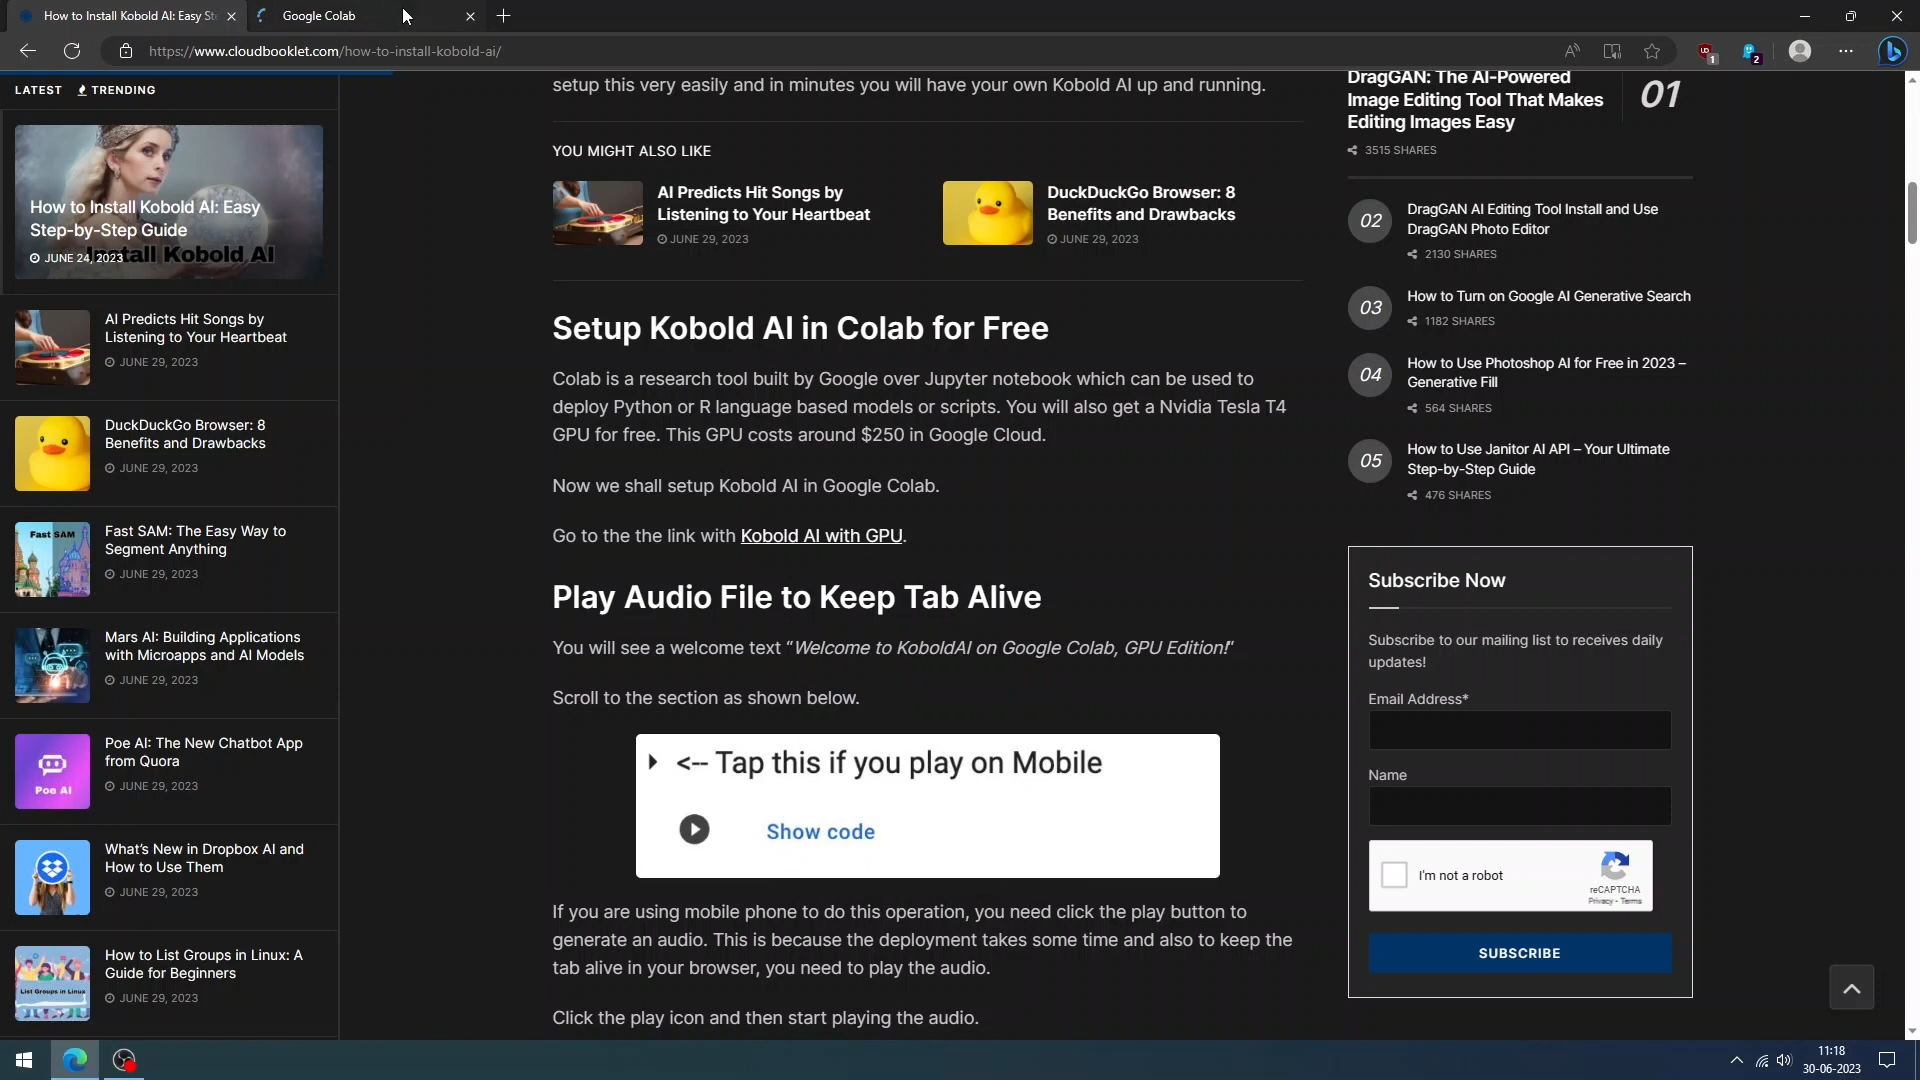 How to Install Kobold AI: Easy St
Google Colab
https://www.cloudbooklet.com/how-to-install-kobold-ai/
1
2
LATEST
TRENDING
How to Install Kobold AI: Easy
Step-by-Step Guide
JUNE 24, 2023
Install Kobold AI
AI Predicts Hit Songs by
Listening to Your Heartbeat
JUNE 29, 2023
DuckDuckGo Browser: 8
Benefits and Drawbacks
JUNE 29, 2023
Fast SAM
Fast SAM: The Easy Way to
Segment Anything
JUNE 29, 2023
Mars AI: Building Applications
with Microapps and AI Models
JUNE 29, 2023
Poe AI
Poe AI: The New Chatbot App
from Quora
JUNE 29, 2023
What's New in Dropbox AI and
How to Use Them
JUNE 29, 2023
List Groups in Linux
How to List Groups in Linux: A
Guide for Beginners
JUNE 29, 2023
setup this very easily and in minutes you will have your own Kobold AI up and running.
YOU MIGHT ALSO LIKE
AI Predicts Hit Songs by
Listening to Your Heartbeat
JUNE 29, 2023
DuckDuckGo Browser: 8
Benefits and Drawbacks
JUNE 29, 2023
Setup Kobold AI in Colab for Free
Colab is a research tool built by Google over Jupyter notebook which can be used to
deploy Python or R language based models or scripts. You will also get a Nvidia Tesla T4
GPU for free. This GPU costs around $250 in Google Cloud.
Now we shall setup Kobold AI in Google Colab.
Go to the the link with Kobold AI with GPU.
Play Audio File to Keep Tab Alive
You will see a welcome text “Welcome to KoboldAI on Google Colab, GPU Edition!“
Scroll to the section as shown below.
<-- Tap this if you play on Mobile
Show code
If you are using mobile phone to do this operation, you need click the play button to
generate an audio. This is because the deployment takes some time and also to keep the
tab alive in your browser, you need to play the audio.
Click the play icon and then start playing the audio.
DragGAN: The AI-Powered
Image Editing Tool That Makes
Editing Images Easy
01
3515 SHARES
02
DragGAN AI Editing Tool Install and Use
DragGAN Photo Editor
2130 SHARES
03
How to Turn on Google AI Generative Search
1182 SHARES
04
How to Use Photoshop AI for Free in 2023 –
Generative Fill
564 SHARES
05
How to Use Janitor AI API – Your Ultimate
Step-by-Step Guide
476 SHARES
Subscribe Now
Subscribe to our mailing list to receives daily
updates!
Email Address*
Name
I'm not a robot
reCAPTCHA
Privacy - Terms
SUBSCRIBE
11:18
30-06-2023